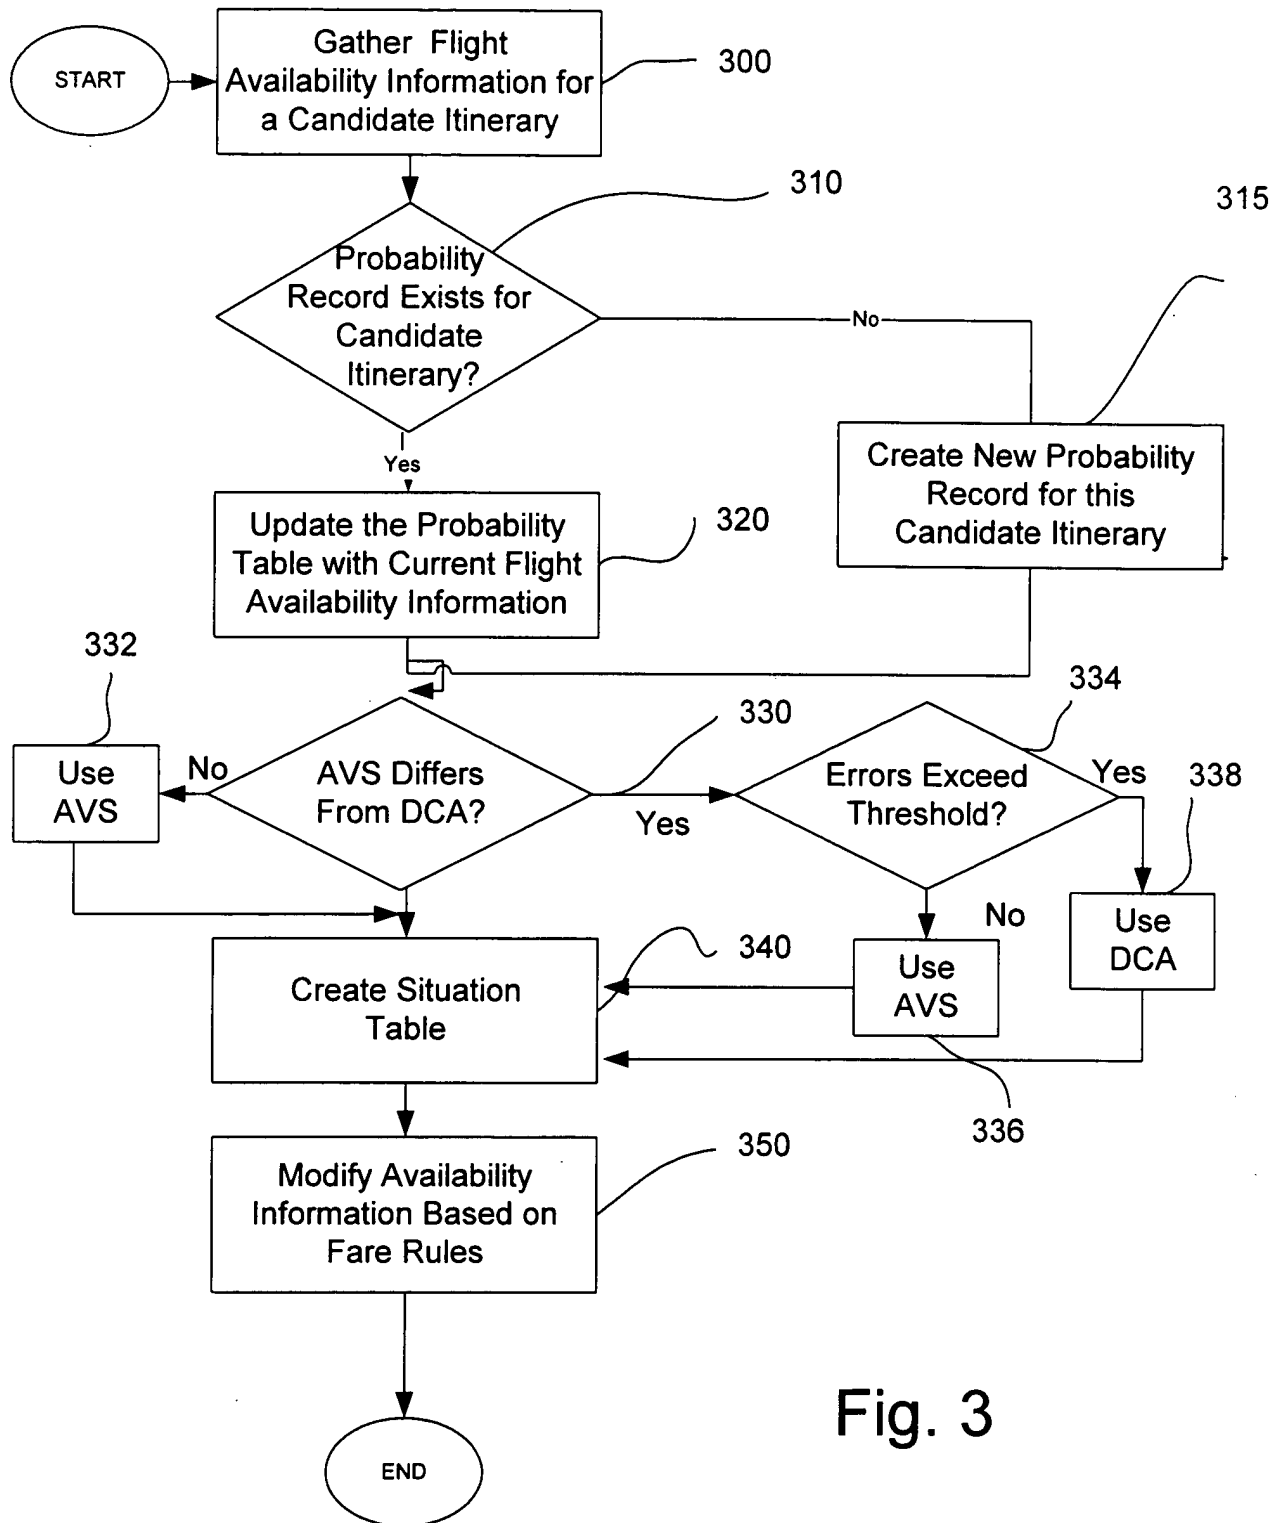 START
Gather Flight
Availability Information for
a Candidate Itinerary
300
310
315
Probability
Record Exists for
Candidate
Itinerary?
No
Yes
Create New Probability
Record for this
Candidate Itinerary
Update the Probability
Table with Current Flight
Availability Information
320
332
330
334
Use
AVS
No
AVS Differs
From DCA?
Yes
Errors Exceed
Threshold?
Yes
338
No
Use
DCA
340
Create Situation
Table
Use
AVS
336
350
Modify Availability
Information Based on
Fare Rules
END
Fig. 3